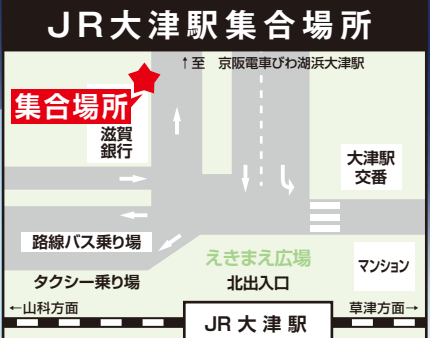 JR大津駅集合場所
↑至 京阪電車びわ湖浜大津駅
集合場所
滋賀
銀行
大津駅
交番
路線バス乗り場
えきまえ広場
マンション
タクシー乗り場
北出入口
←山科方面
草津方面→
JR大津駅